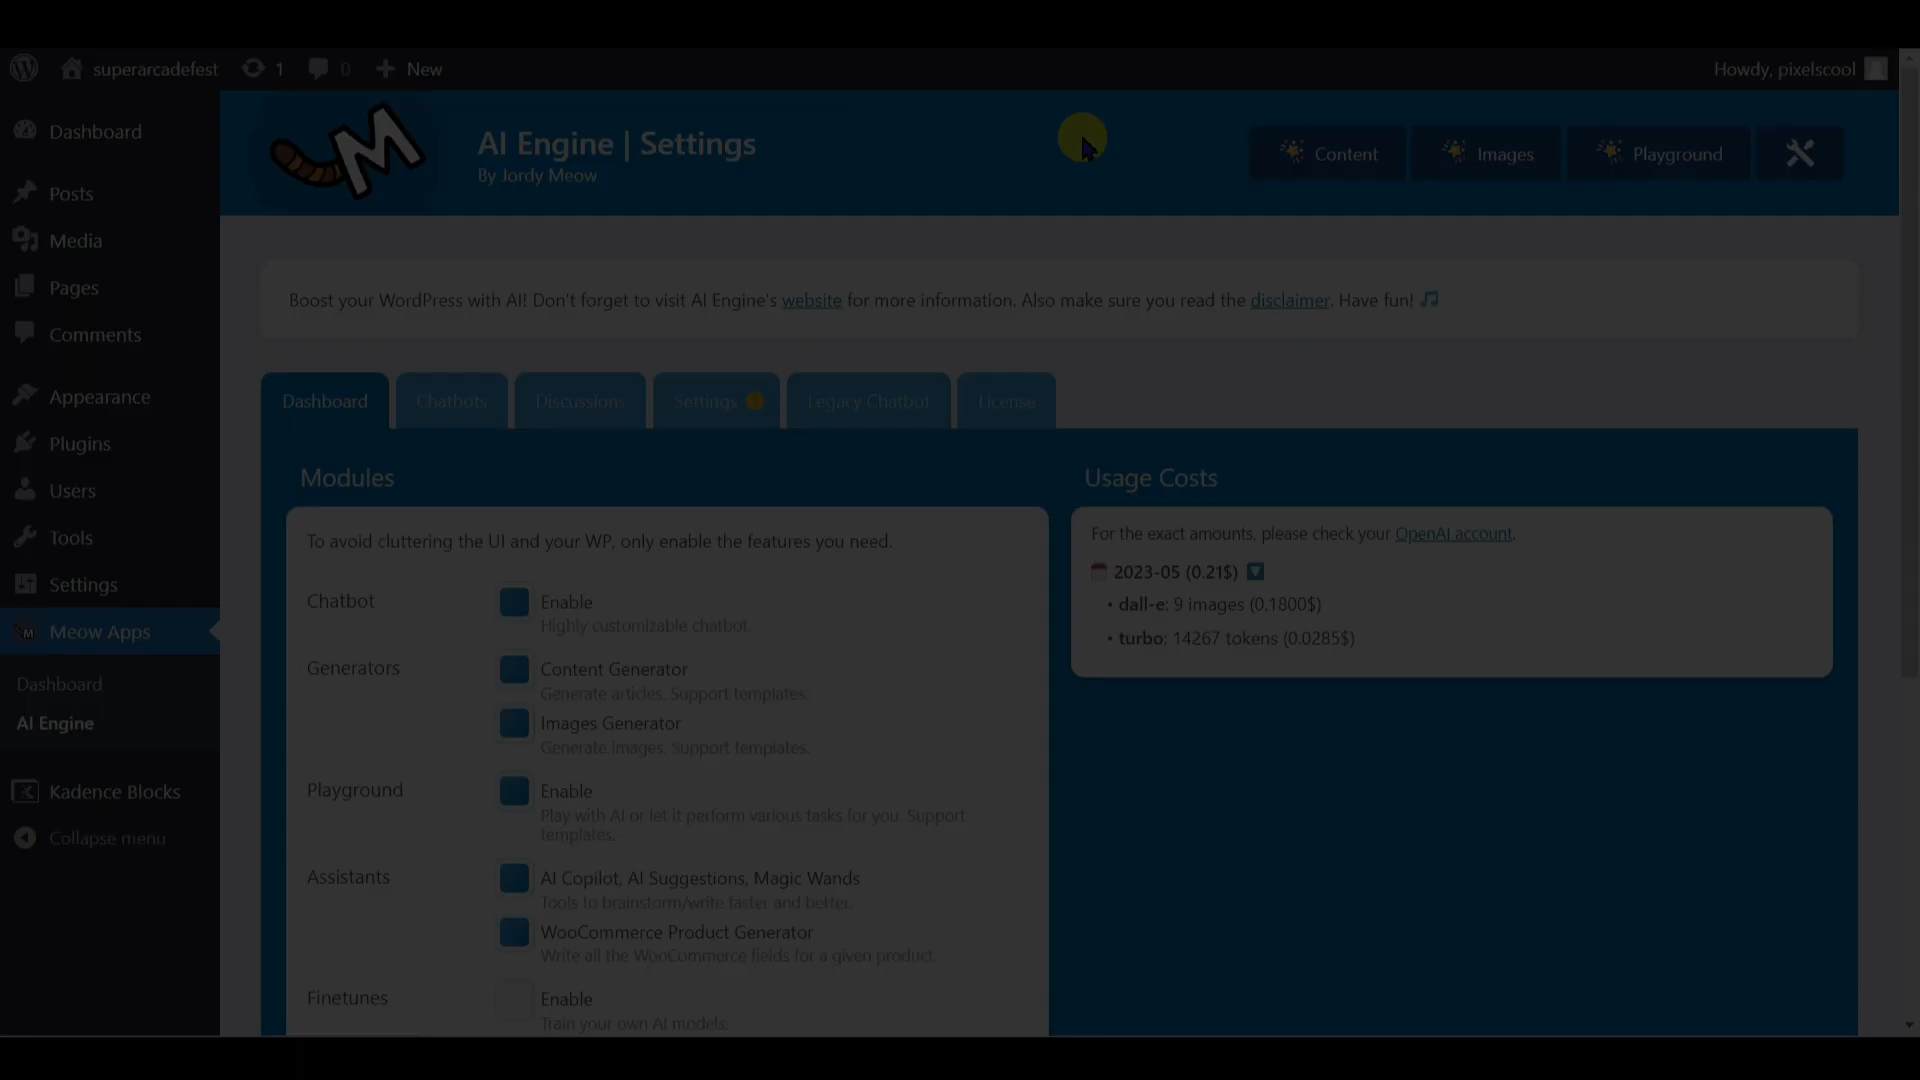 superarcadefest 1 0 New Howdy, pixelscool
Dashboard
Posts
Media
Pages
Comments
Appearance
Plugins
Users
Tools
Settings
Meow Apps
Dashboard
AI Engine
Kadence Blocks
Collapse menu
M
AI Engine | Settings
By Jordy Meow
Content Images Playground
Boost your WordPress with AI! Don't forget to visit AI Engine's website for more information. Also make sure you read the disclaimer. Have fun! 🎵
Dashboard Chatbots Discussions Settings Legacy Chatbot License
Modules
To avoid cluttering the UI and your WP, only enable the features you need.
Chatbot Enable
Highly customizable chatbot.
Generators Content Generator
Generate articles. Support templates.
Images Generator
Generate images. Support templates.
Playground Enable
Play with AI or let it perform various tasks for you. Support
templates.
Assistants AI Copilot, AI Suggestions, Magic Wands
Tools to brainstorm/write faster and better.
WooCommerce Product Generator
Write all the WooCommerce fields for a given product.
Finetunes Enable
Train your own AI models.
Usage Costs
For the exact amounts, please check your OpenAI account.
2023-05 (0.21$)
• dall-e: 9 images (0.1800$)
• turbo: 14267 tokens (0.0285$)